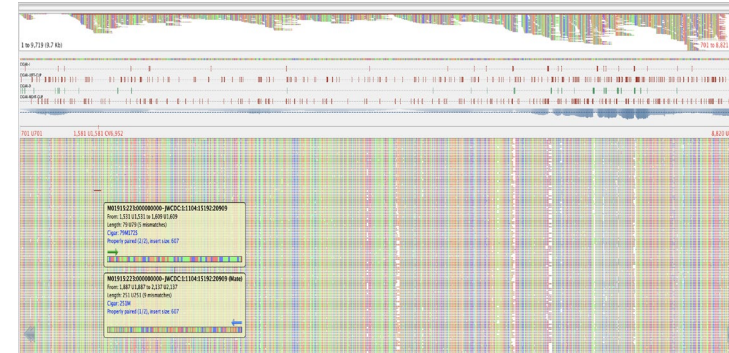 1 to 9,719 (9.7 Kb)
701 to 8,823
701 U701
1,581 U1,581 CV6,952
8,823 U
M01915:223:000000000-JWCDC:1:1104:15192:20909
From: 1,531 U1,531 to 1,609 U1,609
Length: 79 U79 (5 mismatches)
Cigar: 79M172S
Properly paired (2/2), insert size: 607
M01915:223:000000000-JWCDC:1:1104:15192:20909 (Mate)
From: 1,887 U1,887 to 2,137 U2,137
Length: 251 U251 (9 mismatches)
Cigar: 251M
Properly paired (1/2), insert size: 607